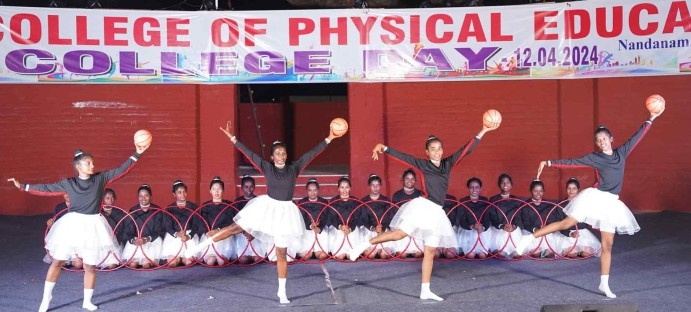 COLLEGE OF PHYSICAL EDUCA
COLLEGE DAY - 12.04.2024
Nandanam